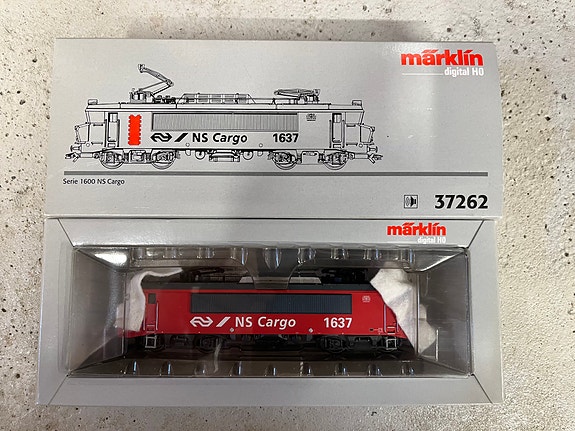 märklin
digital H0
NS Cargo 1637
Serie 1600 NS Cargo
37262
märklin
digital H0
NS Cargo 1637